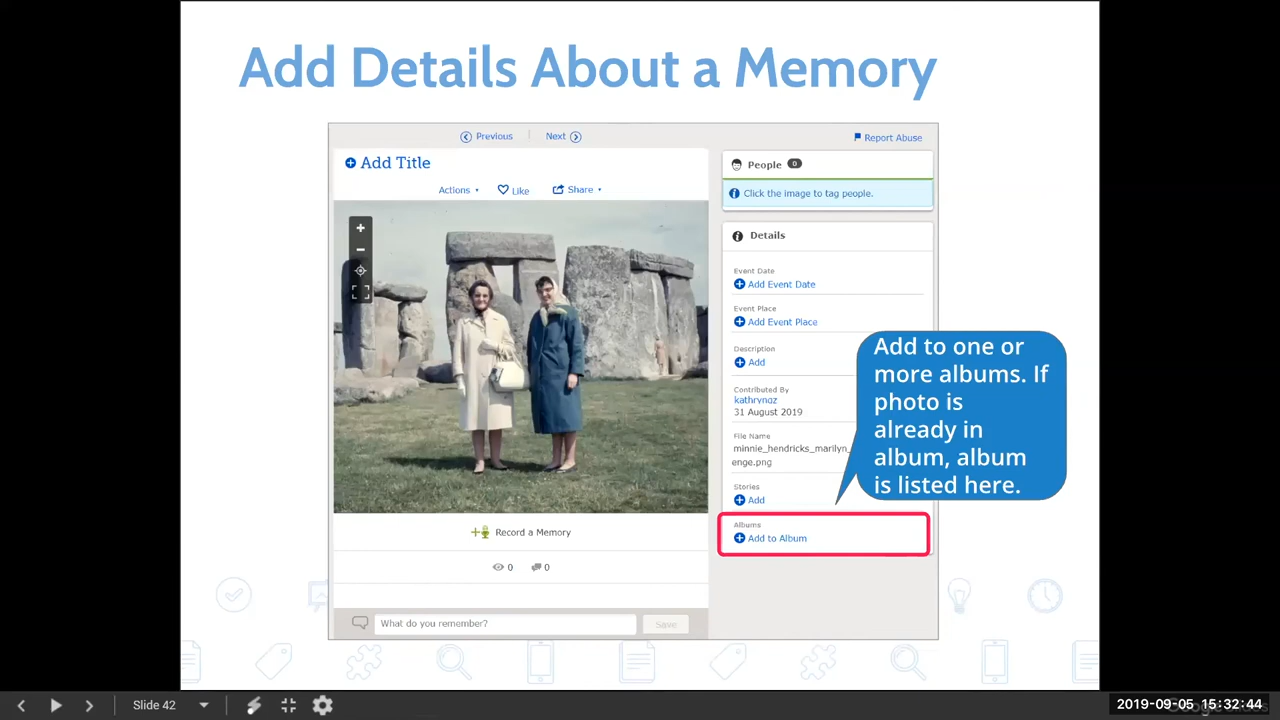 Add Details About a Memory
Previous
Next
Report Abuse
Add Title
Actions
Like
Share
People 0
Click the image to tag people.
Details
Event Date
Add Event Date
Event Place
Add Event Place
Description
Add
Contributed By
kathrynaz
31 August 2019
File Name
minnie_hendricks_marilyn_
enge.png
Stories
Add
Albums
Add to Album
Add to one or
more albums. If
photo is
already in
album, album
is listed here.
Record a Memory
0
0
What do you remember?
Save
Slide 42
2019-09-05 15:32:44